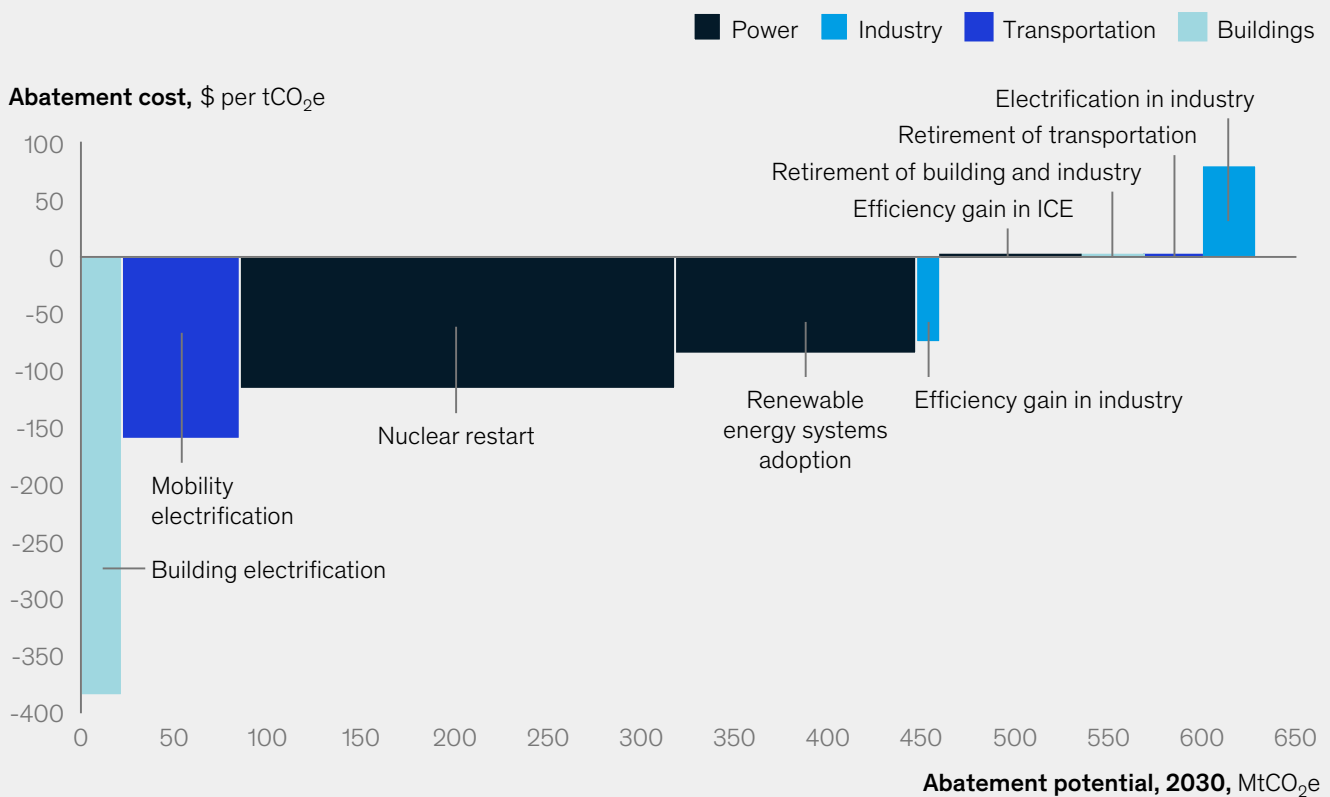 Power Industry Transportation Buildings
Abatement cost, $ per tCO₂e
Electrification in industry
Retirement of transportation
Retirement of building and industry
Efficiency gain in ICE
100
50
0
-50
-100
-150
-200
-250
-300
-350
-400
Nuclear restart
Renewable
energy systems
adoption
Efficiency gain in industry
Mobility
electrification
Building electrification
0 50 100 150 200 250 300 350 400 450 500 550 600 650
Abatement potential, 2030, MtCO₂e